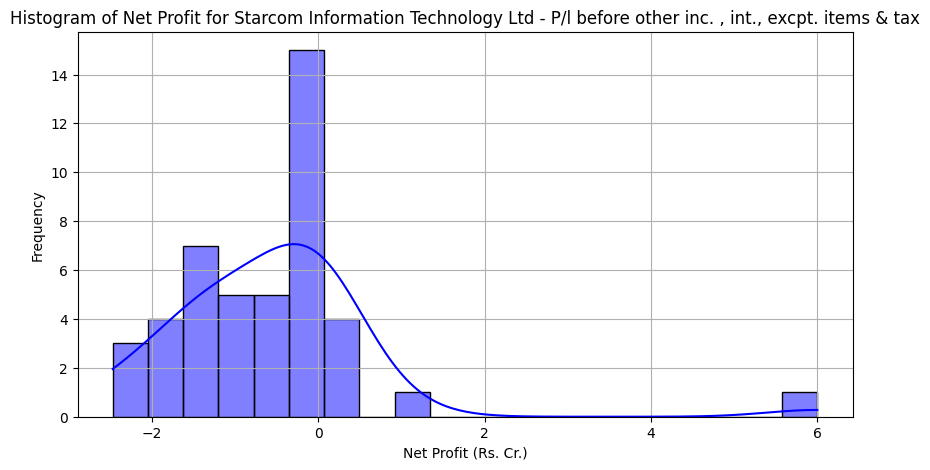 Histogram of Net Profit for Starcom Information Technology Ltd - P/l before other inc. , int., excpt. items & tax
14
12
10
8
6
4
2
0
Frequency
−2 0 2 4 6
Net Profit (Rs. Cr.)